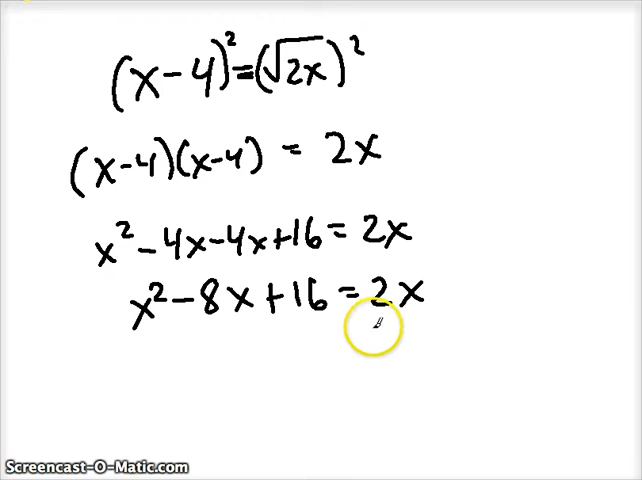 (x-4)²=(√2x)²
(x-4)(x-4) = 2x
x²-4x-4x+16=2x
x²-8x+16=2x
Screencast-O-Matic.com